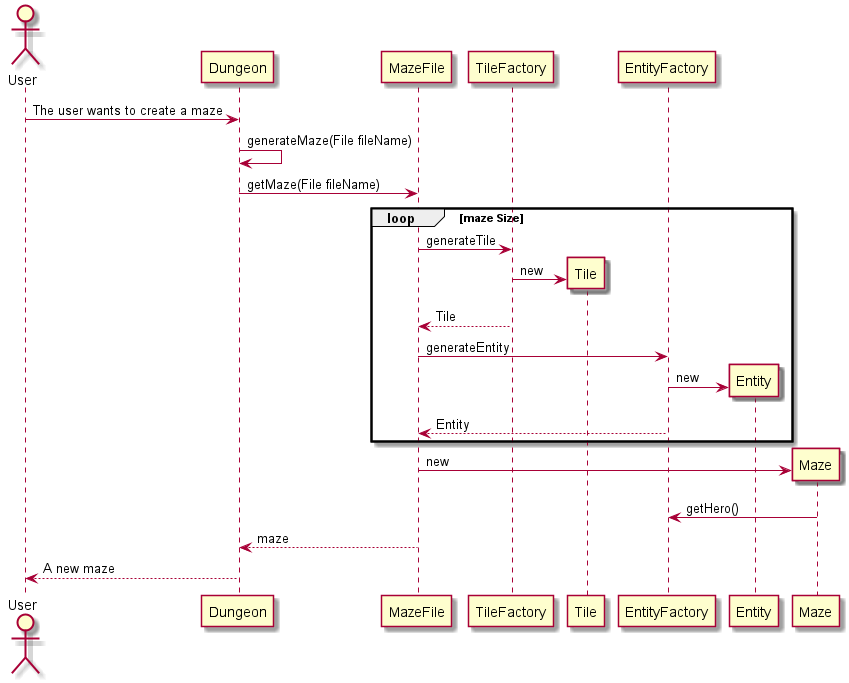 User
Dungeon
MazeFile
TileFactory
EntityFactory
The user wants to create a maze
generateMaze(File fileName)
getMaze(File fileName)
loop [maze Size]
generateTile
new
Tile
Tile
generateEntity
new
Entity
Entity
new
Maze
getHero()
maze
A new maze
User
Dungeon
MazeFile
TileFactory
Tile
EntityFactory
Entity
Maze